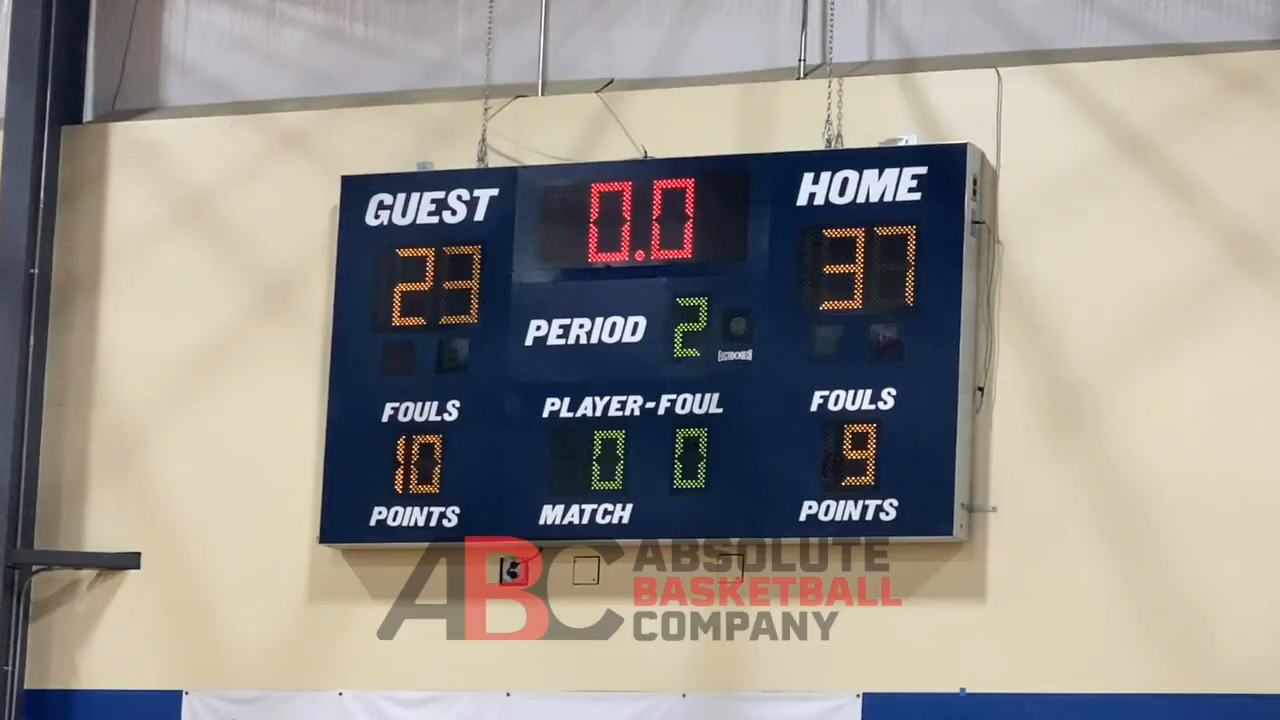 GUEST
0.0
HOME
23
37
PERIOD 2
FOULS
PLAYER-FOUL
FOULS
10
0 0
9
POINTS
MATCH
POINTS
ABC
ABSOLUTE
BASKETBALL
COMPANY